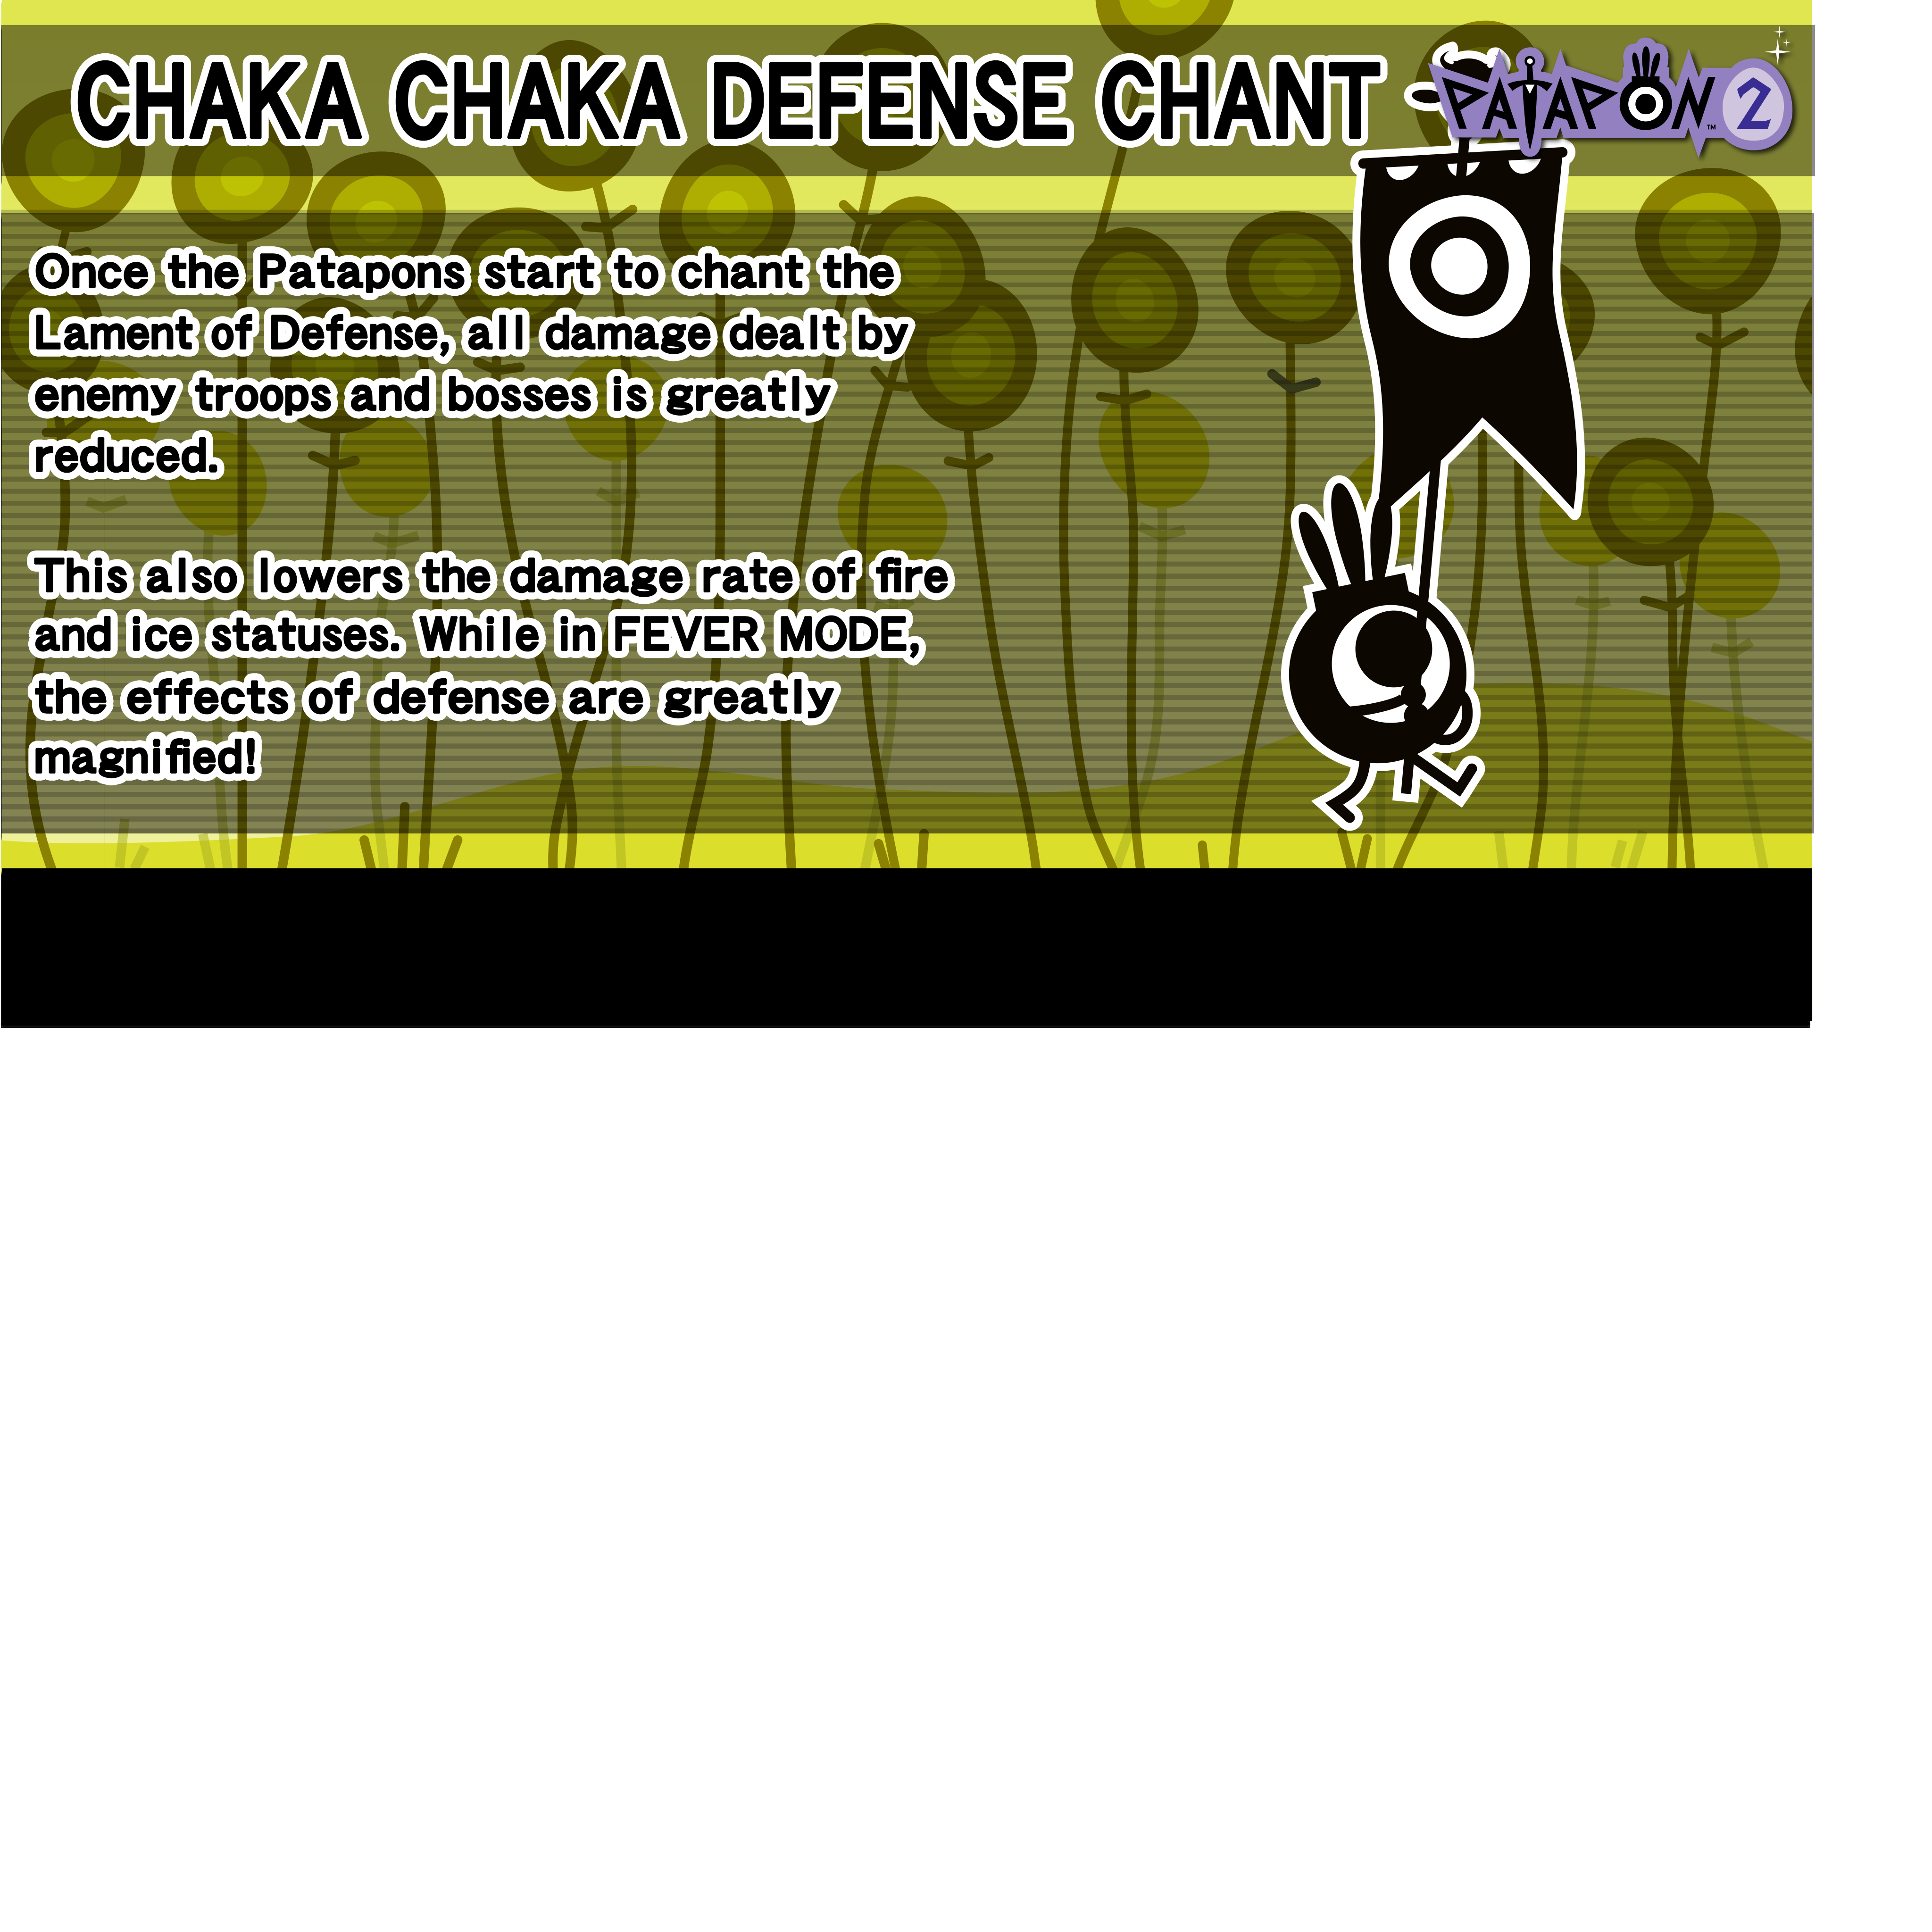 CHAKA CHAKA DEFENSE CHANT
PATAPON™ 2
Once the Patapons start to chant the
Lament of Defense, all damage dealt by
enemy troops and bosses is greatly
reduced.
This also lowers the damage rate of fire
and ice statuses. While in FEVER MODE,
the effects of defense are greatly
magnified!